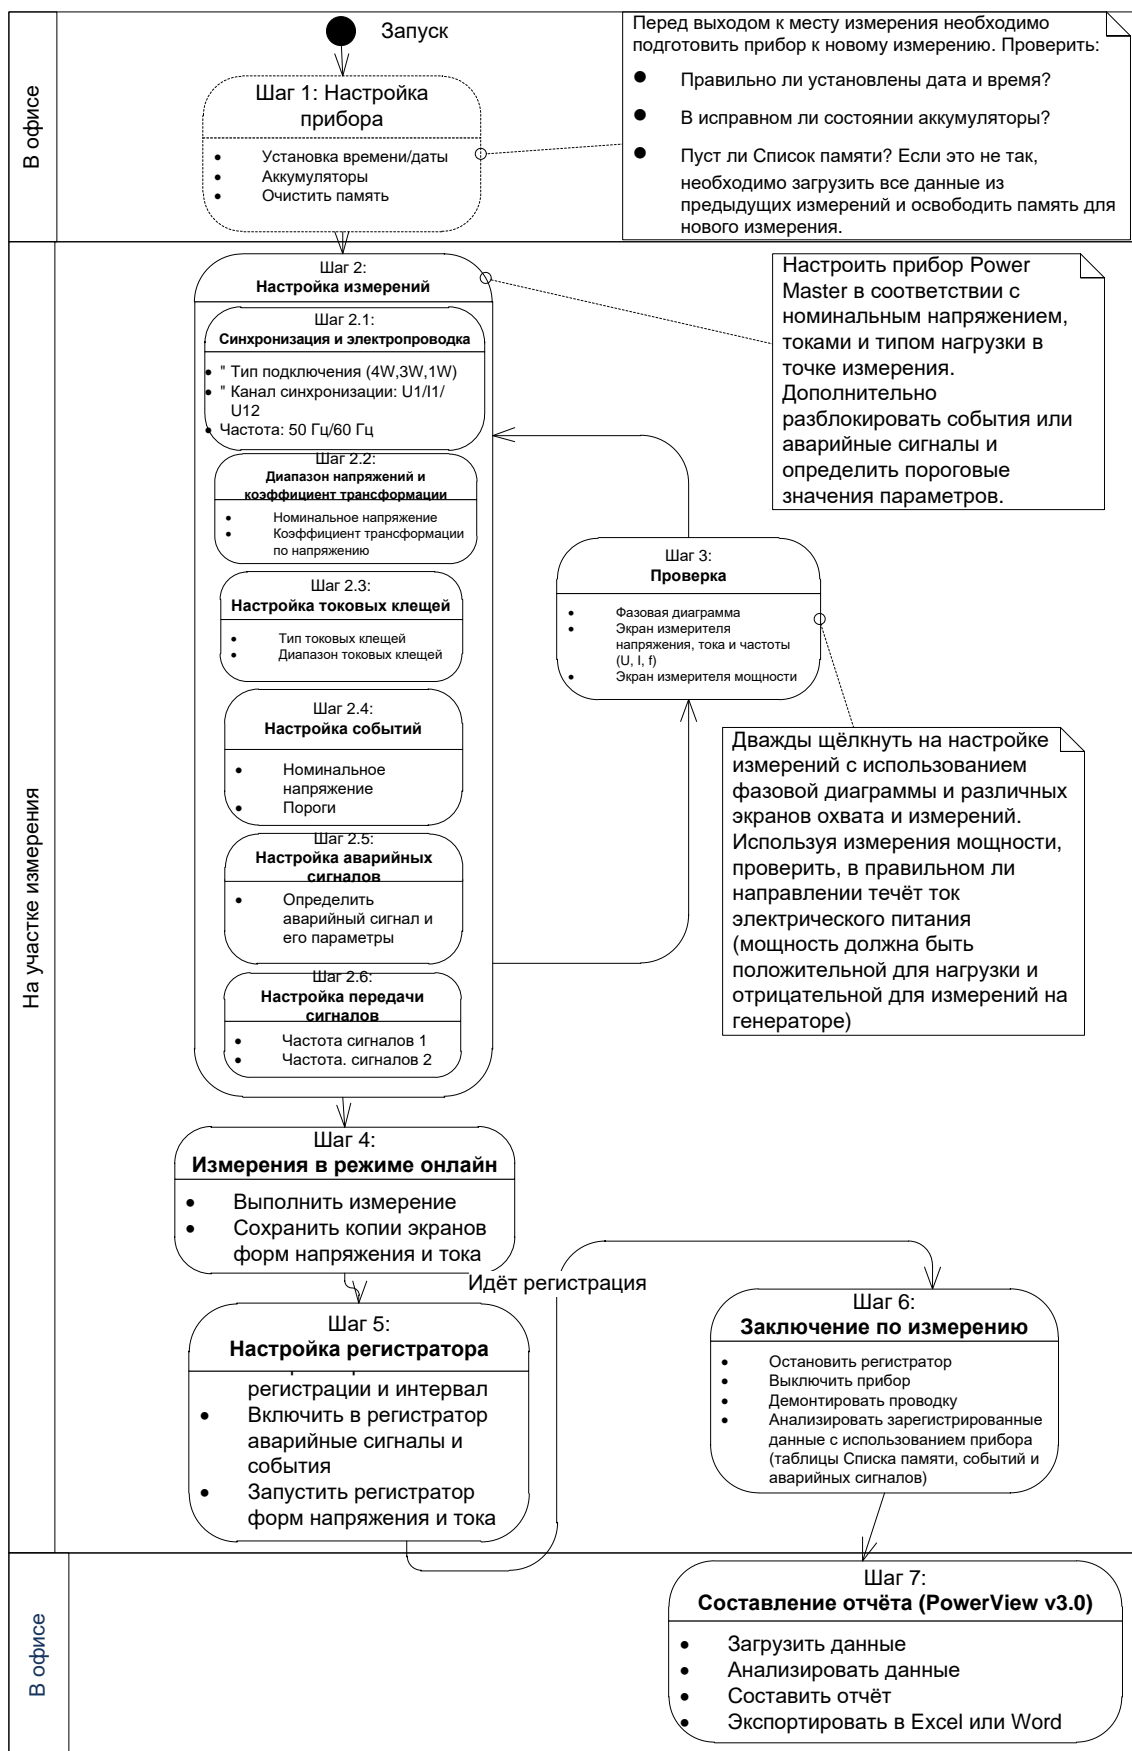 В офисе
Запуск
Шаг 1: Настройка
прибора
• Установка времени/даты
• Аккумуляторы
• Очистить память
Перед выходом к месту измерения необходимо
подготовить прибор к новому измерению. Проверить:
● Правильно ли установлены дата и время?
● В исправном ли состоянии аккумуляторы?
● Пуст ли Список памяти? Если это не так,
необходимо загрузить все данные из
предыдущих измерений и освободить память для
нового измерения.
На участке измерения
Шаг 2:
Настройка измерений
Шаг 2.1:
Синхронизация и электропроводка
• " Тип подключения (4W,3W,1W)
• " Канал синхронизации: U1/I1/
U12
• Частота: 50 Гц/60 Гц
Шаг 2.2:
Диапазон напряжений и
коэффициент трансформации
• Номинальное напряжение
• Коэффициент трансформации
по напряжению
Шаг 2.3:
Настройка токовых клещей
• Тип токовых клещей
• Диапазон токовых клещей
Шаг 2.4:
Настройка событий
• Номинальное
напряжение
• Пороги
Шаг 2.5:
Настройка аварийных
сигналов
• Определить
аварийный сигнал и
его параметры
Шаг 2.6:
Настройка передачи
сигналов
• Частота сигналов 1
• Частота. сигналов 2
Настроить прибор Power
Master в соответствии с
номинальным напряжением,
токами и типом нагрузки в
точке измерения.
Дополнительно
разблокировать события или
аварийные сигналы и
определить пороговые
значения параметров.
Шаг 3:
Проверка
• Фазовая диаграмма
• Экран измерителя
напряжения, тока и частоты
(U, I, f)
• Экран измерителя мощности
Дважды щёлкнуть на настройке
измерений с использованием
фазовой диаграммы и различных
экранов охвата и измерений.
Используя измерения мощности,
проверить, в правильном ли
направлении течёт ток
электрического питания
(мощность должна быть
положительной для нагрузки и
отрицательной для измерений на
генераторе)
Шаг 4:
Измерения в режиме онлайн
• Выполнить измерение
• Сохранить копии экранов
форм напряжения и тока
Идёт регистрация
Шаг 5:
Настройка регистратора
регистрации и интервал
• Включить в регистратор
аварийные сигналы и
события
• Запустить регистратор
форм напряжения и тока
Шаг 6:
Заключение по измерению
• Остановить регистратор
• Выключить прибор
• Демонтировать проводку
• Анализировать зарегистрированные
данные с использованием прибора
(таблицы Списка памяти, событий и
аварийных сигналов)
В офисе
Шаг 7:
Составление отчёта (PowerView v3.0)
• Загрузить данные
• Анализировать данные
• Составить отчёт
• Экспортировать в Excel или Word